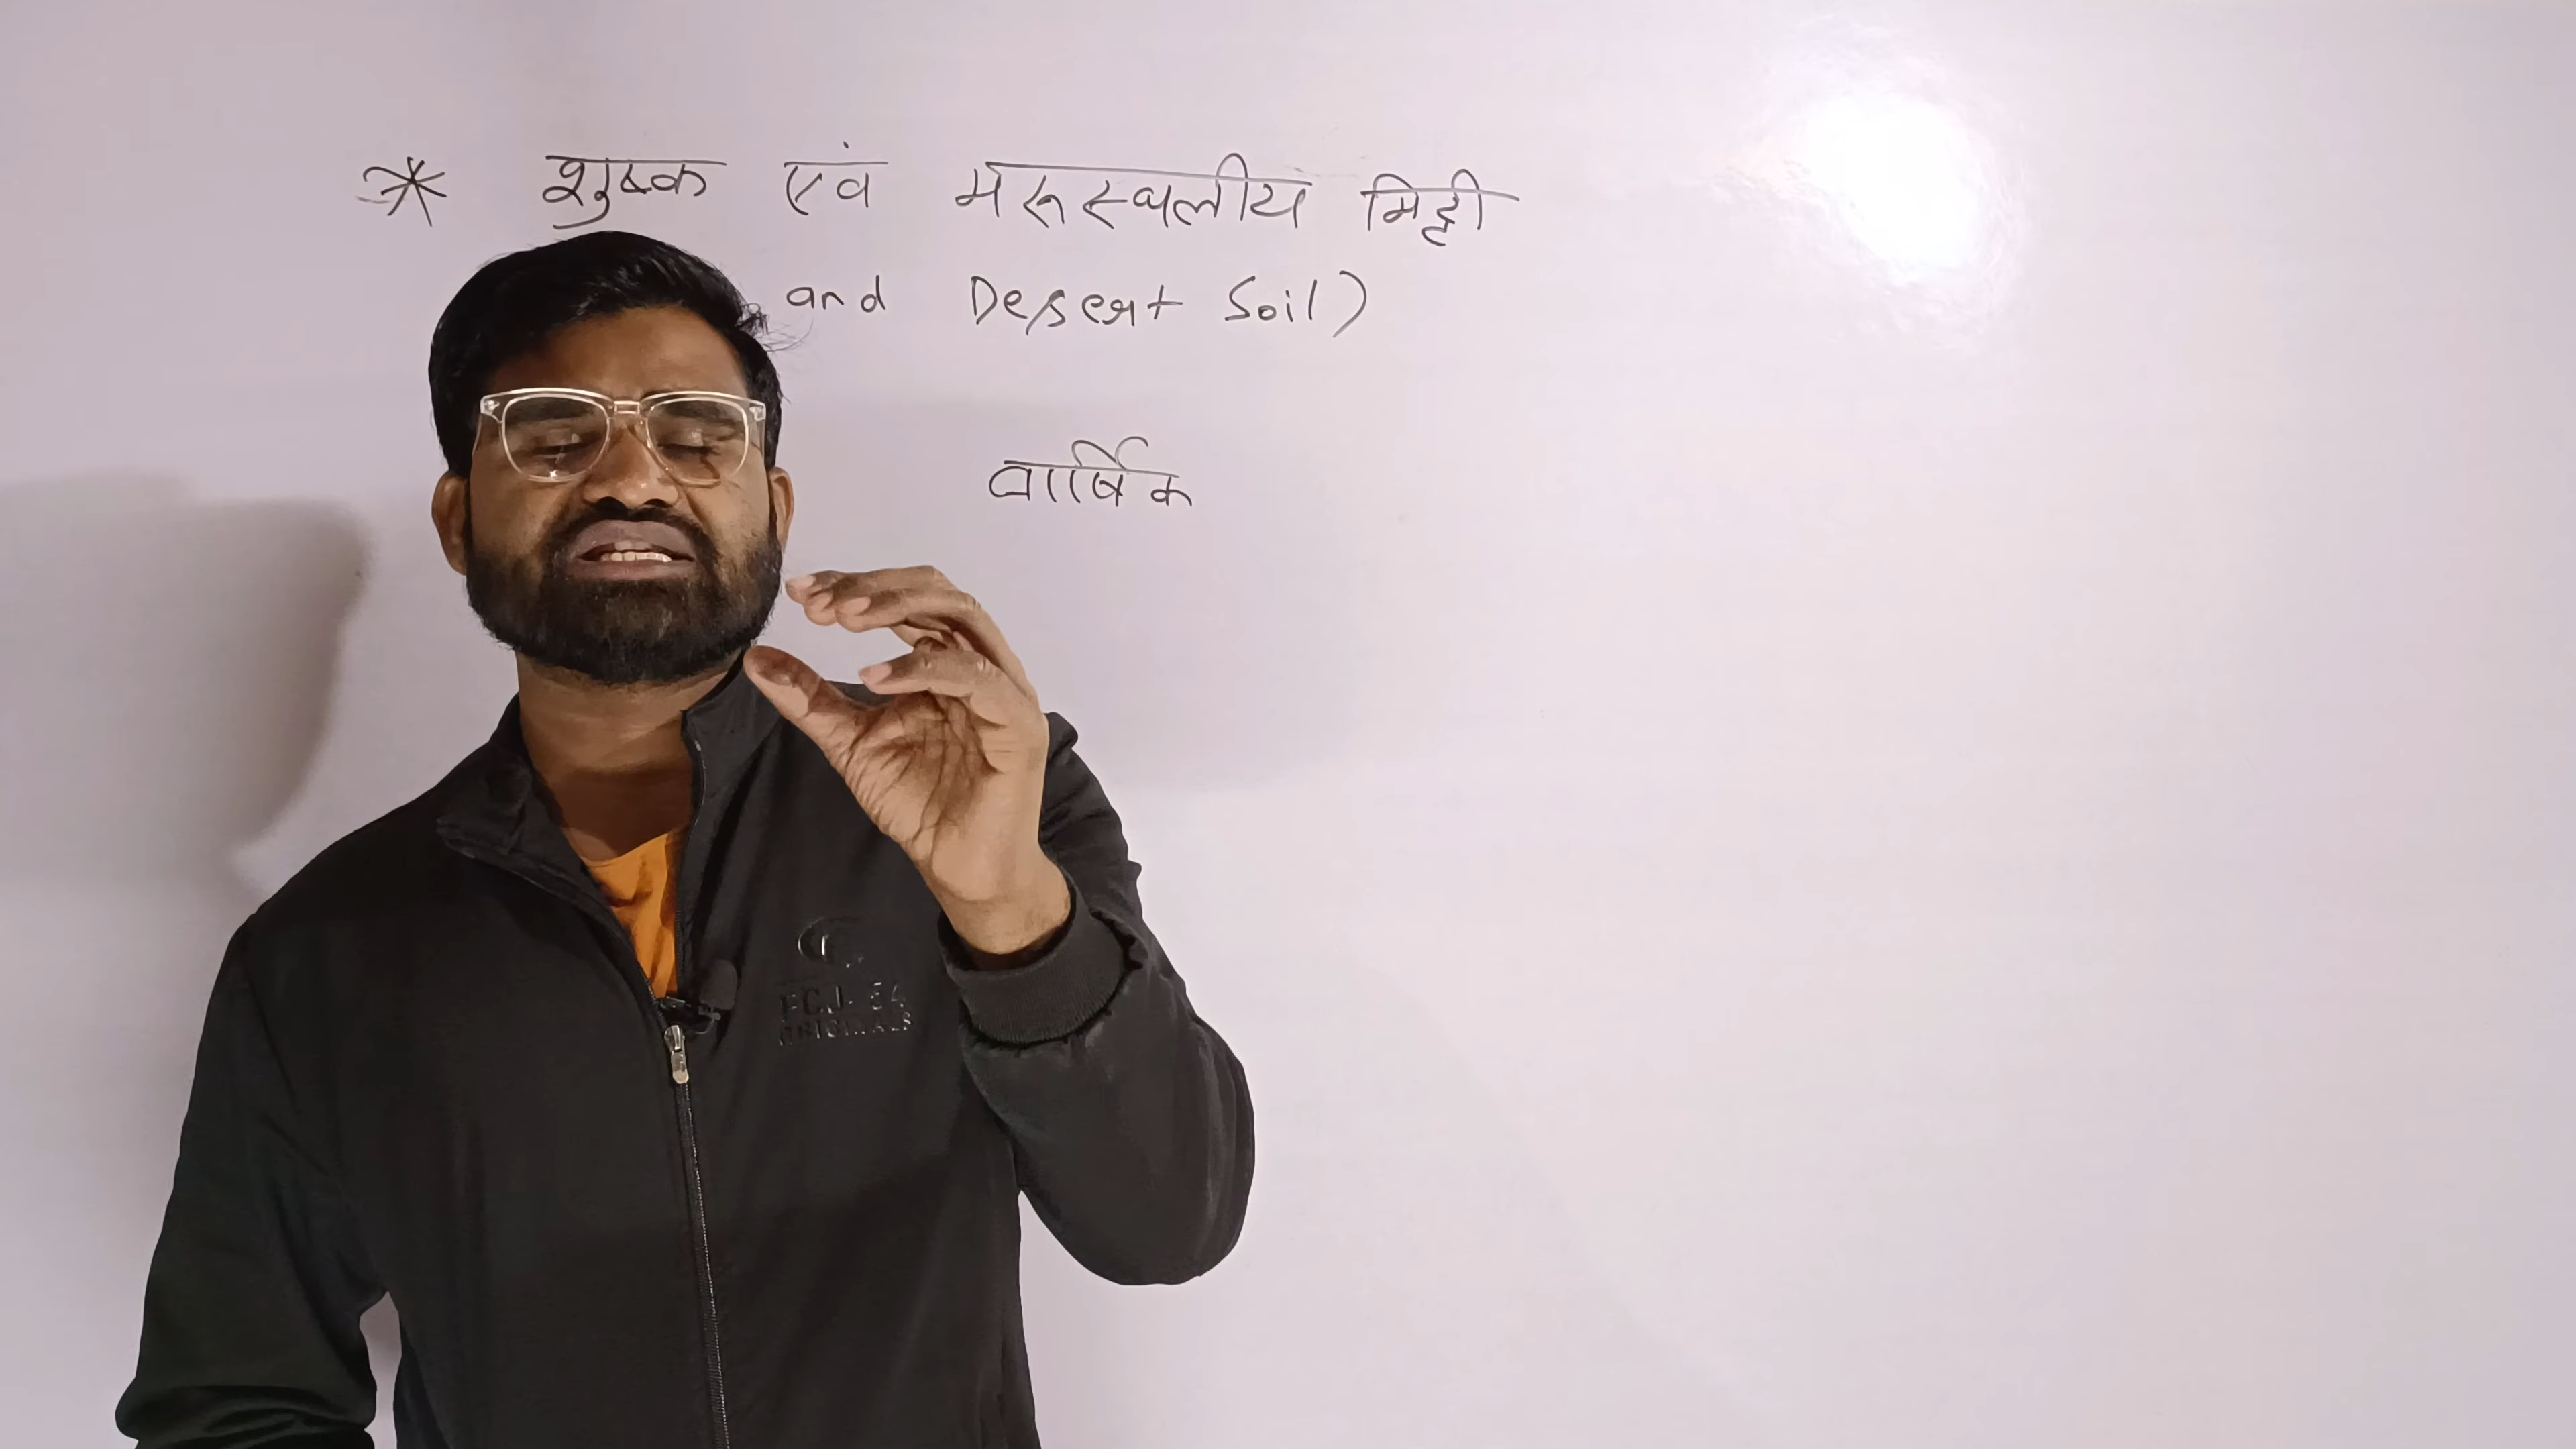 * शुष्क एवं मरूस्थलीय मिट्टी
and Desert Soil)
वार्षिक